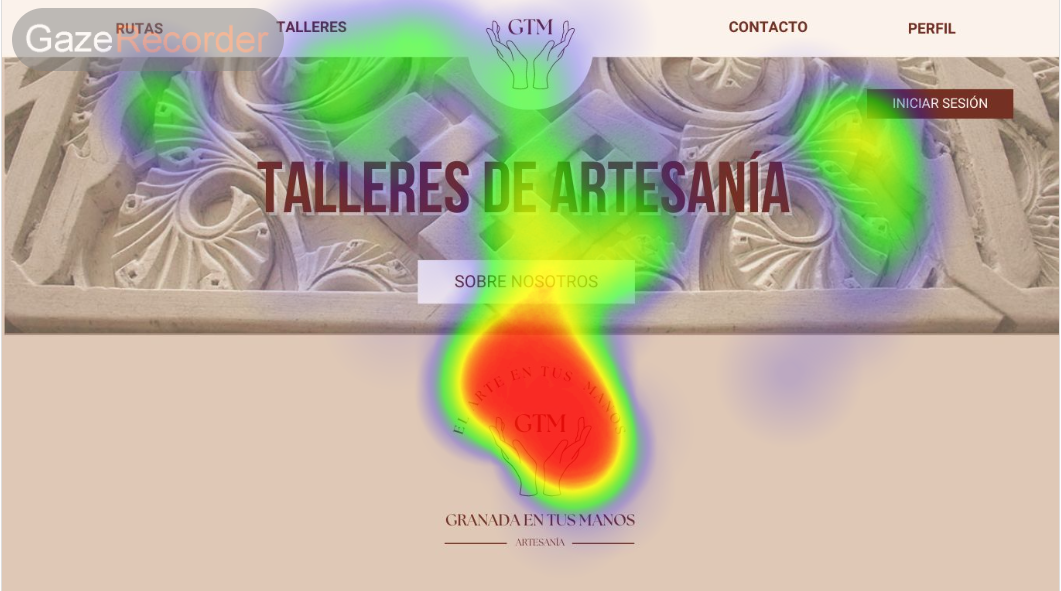 GazeRecorder
RUTAS
TALLERES
GTM
CONTACTO
PERFIL
INICIAR SESIÓN
TALLERES DE ARTESANÍA
SOBRE NOSOTROS
EL ARTE EN TUS MANOS
GTM
GRANADA EN TUS MANOS
ARTESANÍA